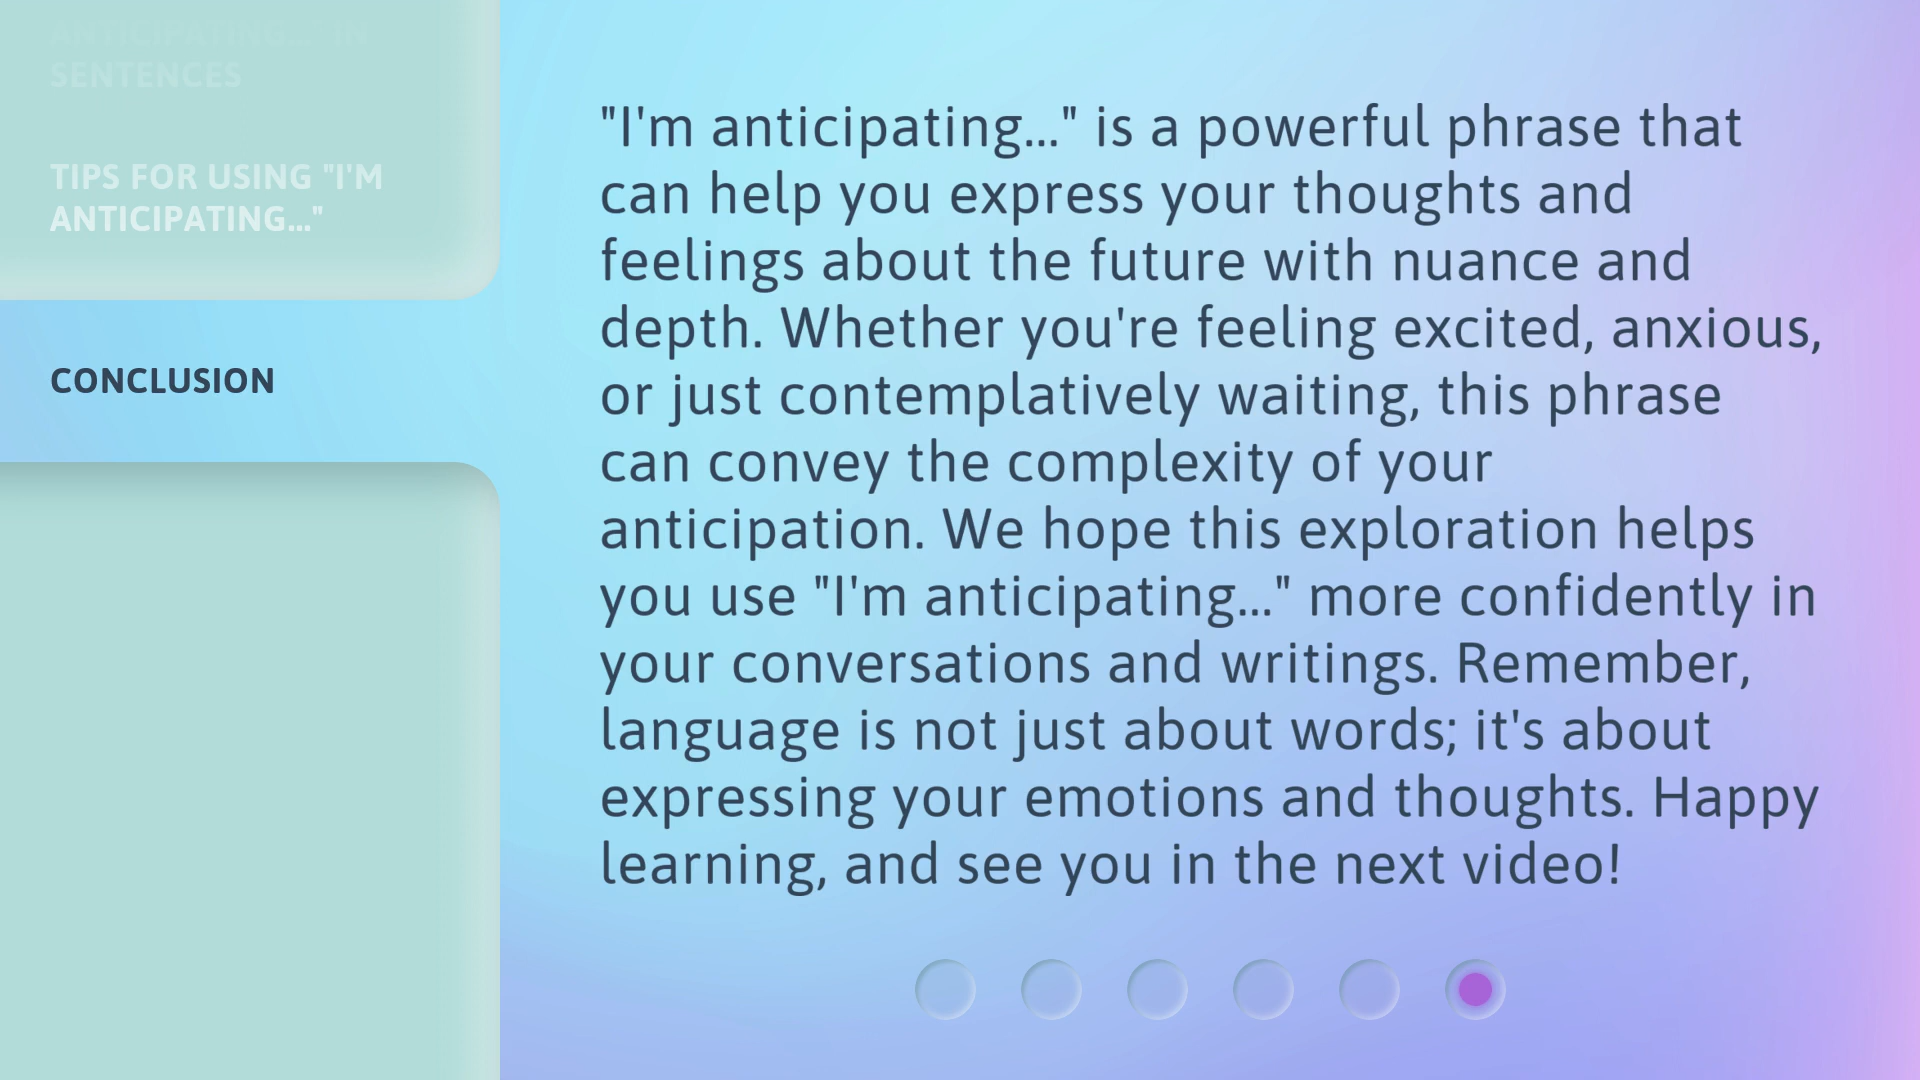 ANTICIPATING..." IN
SENTENCES
TIPS FOR USING "I'M
ANTICIPATING..."
CONCLUSION
"I'm anticipating..." is a powerful phrase that
can help you express your thoughts and
feelings about the future with nuance and
depth. Whether you're feeling excited, anxious,
or just contemplatively waiting, this phrase
can convey the complexity of your
anticipation. We hope this exploration helps
you use "I'm anticipating..." more confidently in
your conversations and writings. Remember,
language is not just about words; it's about
expressing your emotions and thoughts. Happy
learning, and see you in the next video!